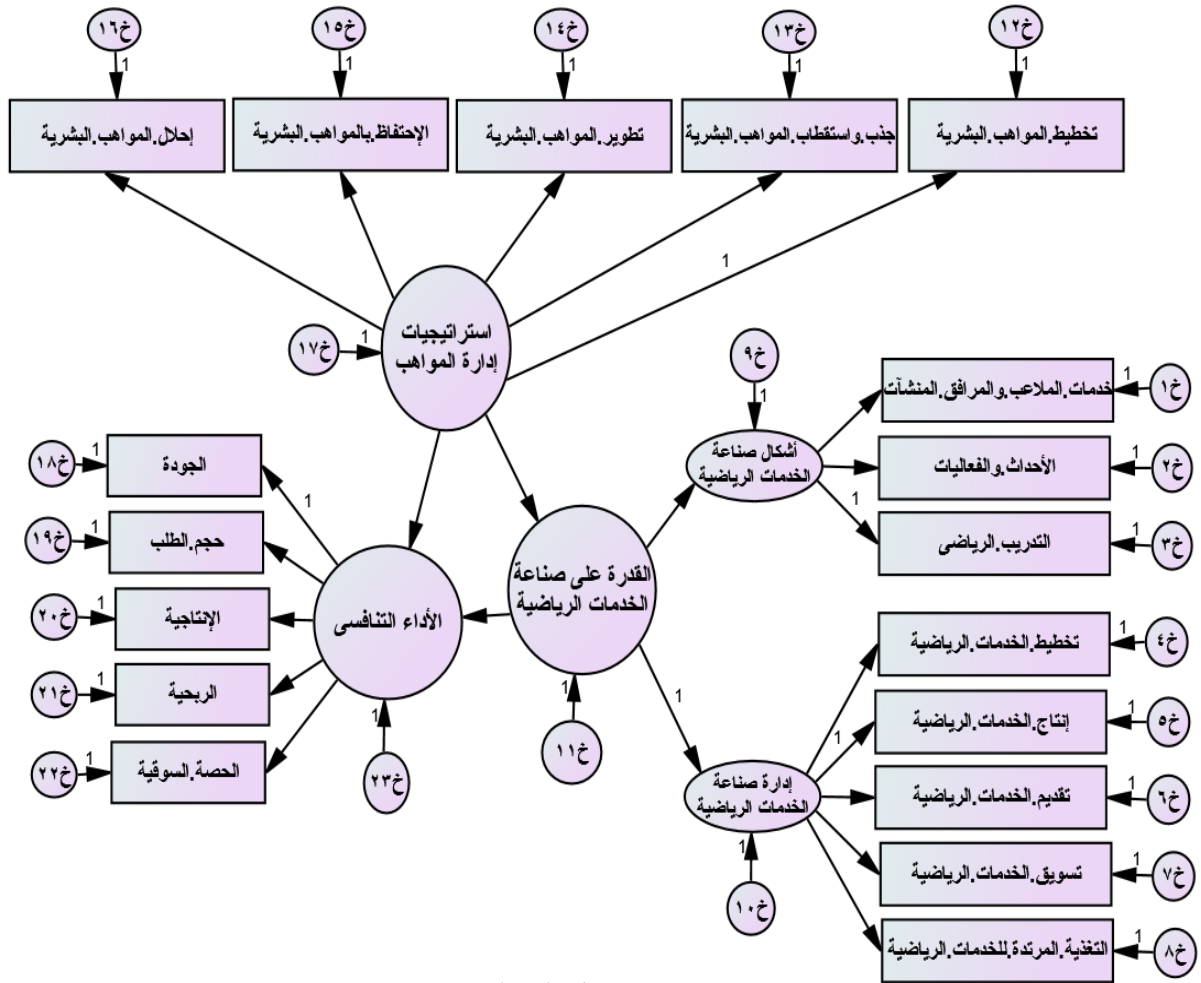 خ١٢
خ١٣
خ١٤
خ١٥
خ١٦
1
1
1
1
1
تخطيط.المواهب.البشرية
جذب.واستقطاب.المواهب.البشرية
تطوير.المواهب.البشرية
الإحتفاظ.بالمواهب.البشرية
إحلال.المواهب.البشرية
1
استراتيجيات
إدارة المواهب
1
خ١٧
خ٩
1
أشكال صناعة
الخدمات الرياضية
1
خ١
1
خدمات.الملاعب.والمرافق.المنشآت
خ٢
1
الأحداث.والفعاليات
خ٣
1
التدريب.الرياضى
القدرة على صناعة
الخدمات الرياضية
1
خ١١
1
إدارة صناعة
الخدمات الرياضية
1
خ١٠
1
خ٤
1
تخطيط.الخدمات.الرياضية
خ٥
1
إنتاج.الخدمات.الرياضية
خ٦
1
تقديم.الخدمات.الرياضية
خ٧
1
تسويق.الخدمات.الرياضية
خ٨
1
التغذية.المرتدة.للخدمات.الرياضية
الأداء التنافسى
1
خ٢٣
1
الجودة
1
خ١٨
حجم.الطلب
1
خ١٩
الإنتاجية
1
خ٢٠
الربحية
1
خ٢١
الحصة.السوقية
1
خ٢٢